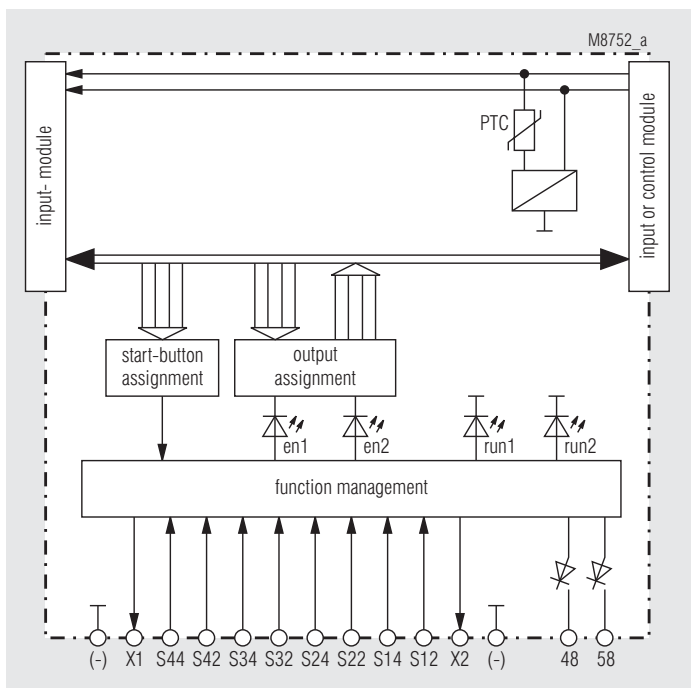 M8752_a
input- module
PTC
input or control module
start-button
assignment
output
assignment
en1 en2 run1 run2
function management
(-) X1 S44 S42 S34 S32 S24 S22 S14 S12 X2 (-) 48 58